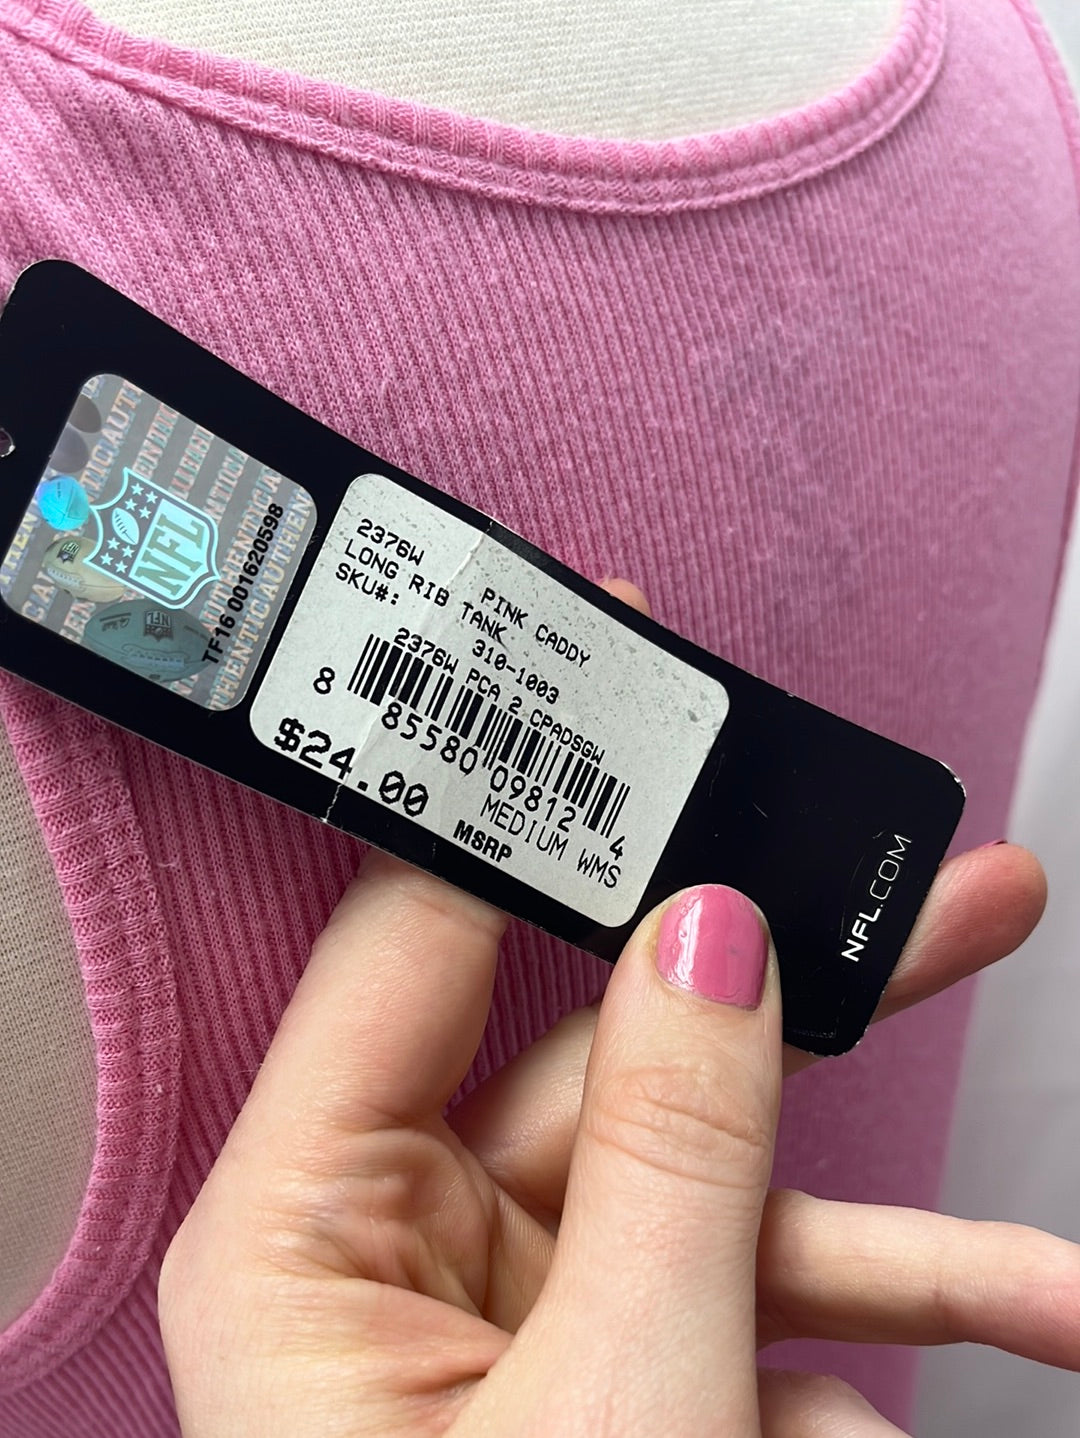 NFL
TF16 001620598
2376W PINK CADDY
LONG RIB TANK
SKU#: 310-1003
2376W PCA 2 CPADSGW
8 85580 09812 4
$24.00 MEDIUM WMS
MSRP
NFL.COM